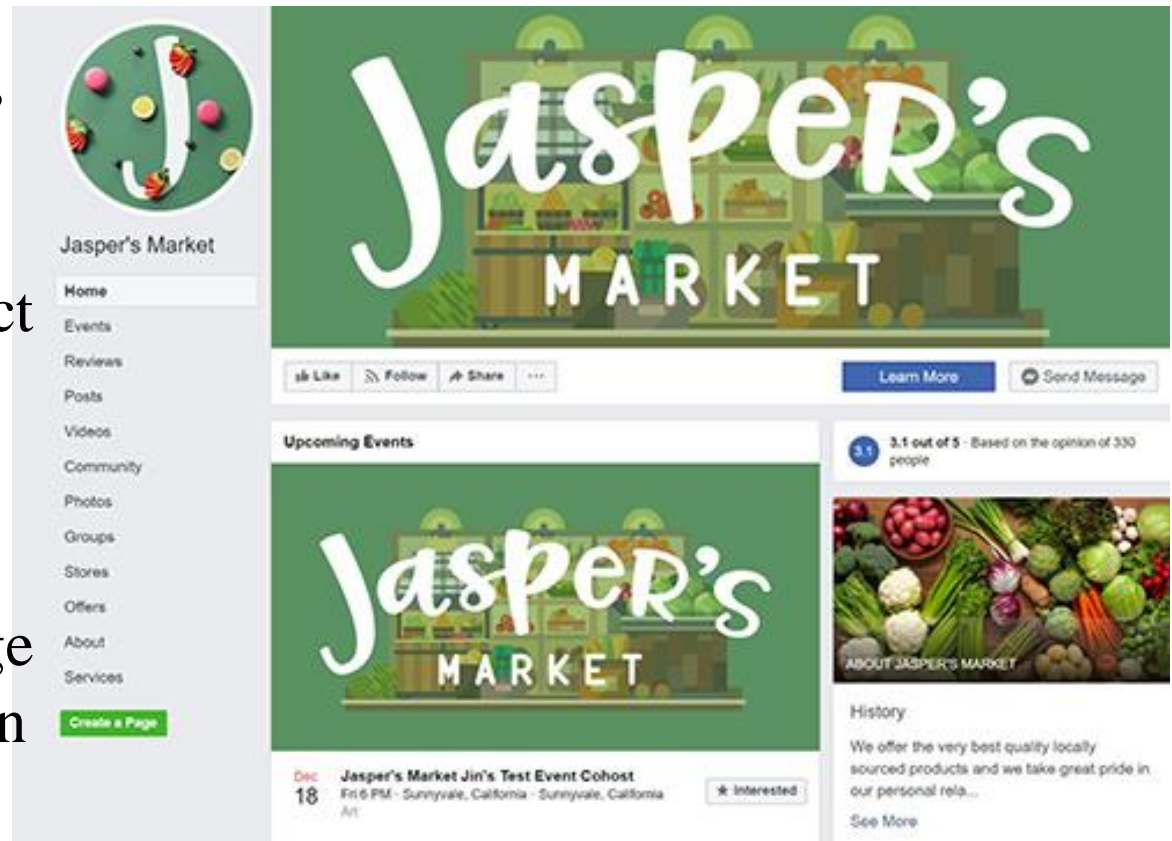 ,
ct
ge
n
J
Jasper's Market
Home
Events
Reviews
Posts
Videos
Community
Photos
Groups
Stores
Offers
About
Services
Create a Page
Jasper's
MARKET
Like Follow Share ...
Learn More Send Message
Upcoming Events
Jasper's
MARKET
Dec
18
Jasper's Market Jin's Test Event Cohost
Fri 6 PM · Sunnyvale, California · Sunnyvale, California
Art
Interested
3.1
3.1 out of 5 · Based on the opinion of 330
people
ABOUT JASPER'S MARKET
History
We offer the very best quality locally
sourced products and we take great pride in
our personal rela...
See More